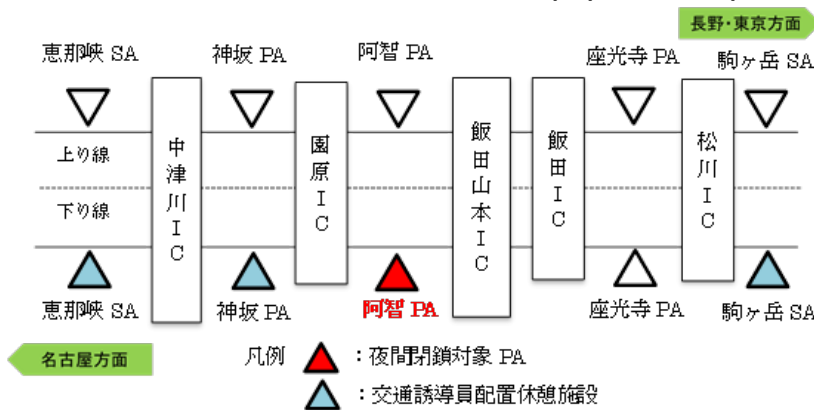 長野・東京方面
恵那峡 SA
神坂 PA
阿智 PA
座光寺 PA
駒ヶ岳 SA
上り線
下り線
中津川IC
園原IC
飯田山本IC
飯田IC
松川IC
恵那峡 SA
神坂 PA
阿智 PA
座光寺 PA
駒ヶ岳 SA
名古屋方面
凡例
：夜間閉鎖対象 PA
：交通誘導員配置休憩施設